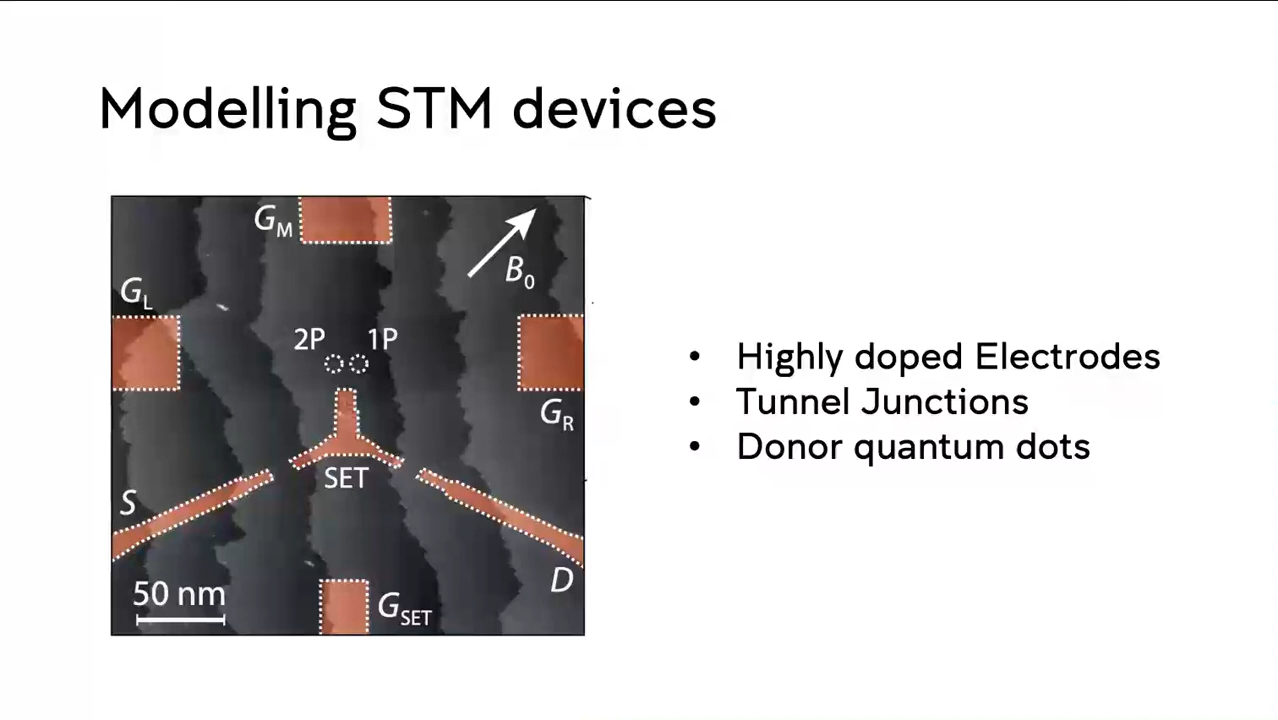 Modelling STM devices
G_M
B_0
G_L
2P 1P
G_R
SET
S
D
50 nm
G_SET
• Highly doped Electrodes
• Tunnel Junctions
• Donor quantum dots